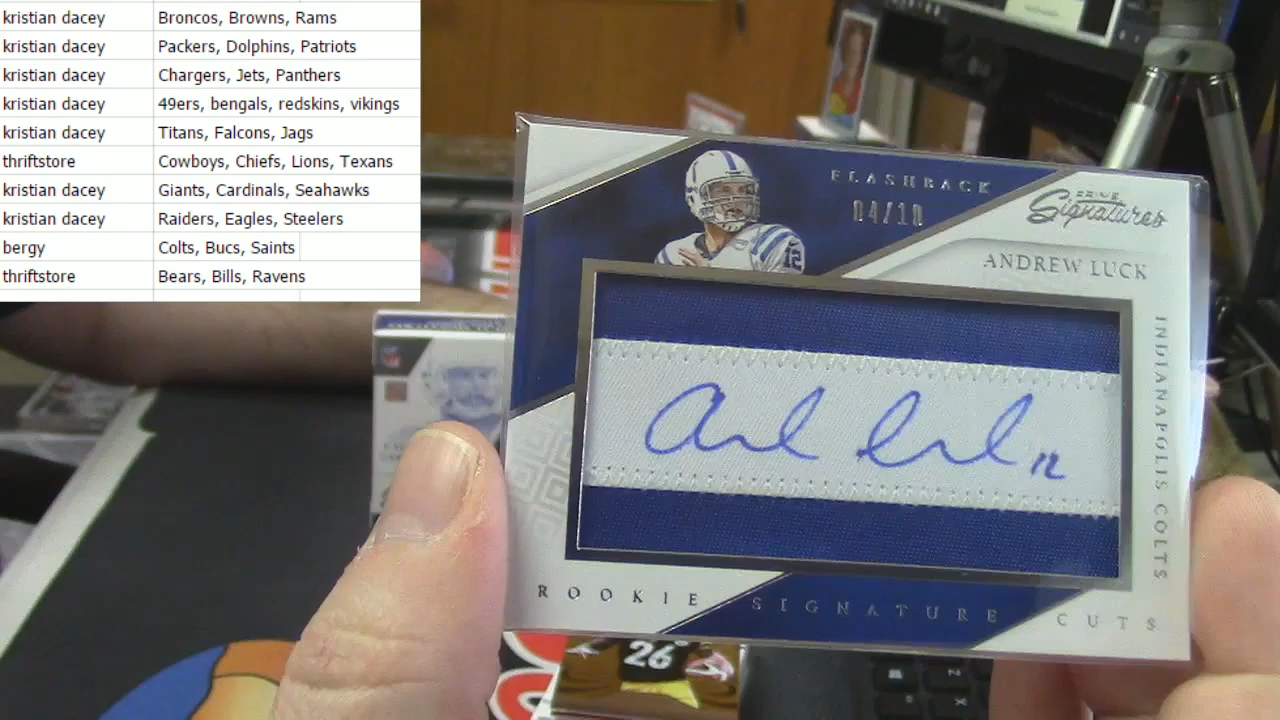 kristian dacey Broncos, Browns, Rams
kristian dacey Packers, Dolphins, Patriots
kristian dacey Chargers, Jets, Panthers
kristian dacey 49ers, bengals, redskins, vikings
kristian dacey Titans, Falcons, Jags
thriftstore Cowboys, Chiefs, Lions, Texans
kristian dacey Giants, Cardinals, Seahawks
kristian dacey Raiders, Eagles, Steelers
bergy Colts, Bucs, Saints
thriftstore Bears, Bills, Ravens
FLASHBACK
04/10
PRIME
Signatures
ANDREW LUCK
INDIANAPOLIS COLTS
12
12
ROOKIE SIGNATURE CUTS
26